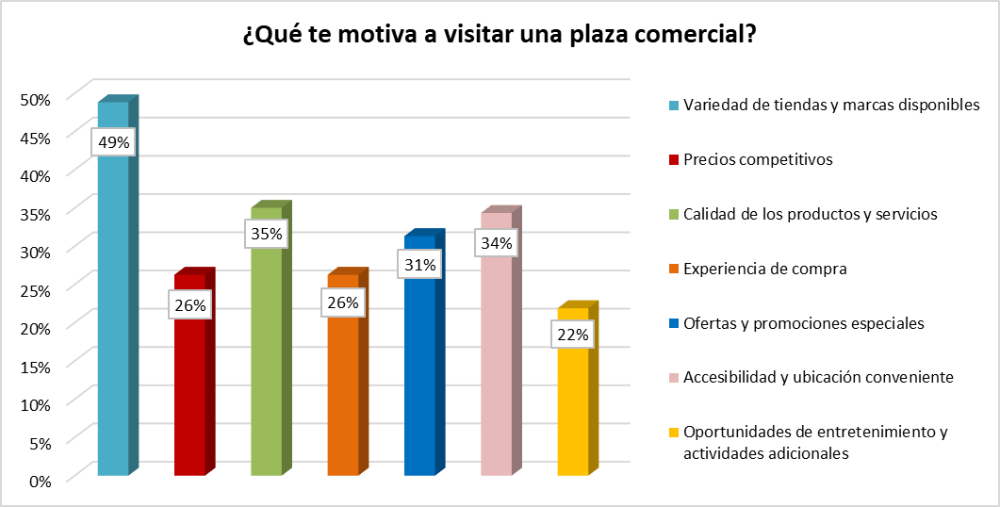 ¿Qué te motiva a visitar una plaza comercial?
50%
45%
40%
35%
30%
25%
20%
15%
10%
5%
0%
49%
26%
35%
26%
31%
34%
22%
Variedad de tiendas y marcas disponibles
Precios competitivos
Calidad de los productos y servicios
Experiencia de compra
Ofertas y promociones especiales
Accesibilidad y ubicación conveniente
Oportunidades de entretenimiento y
actividades adicionales